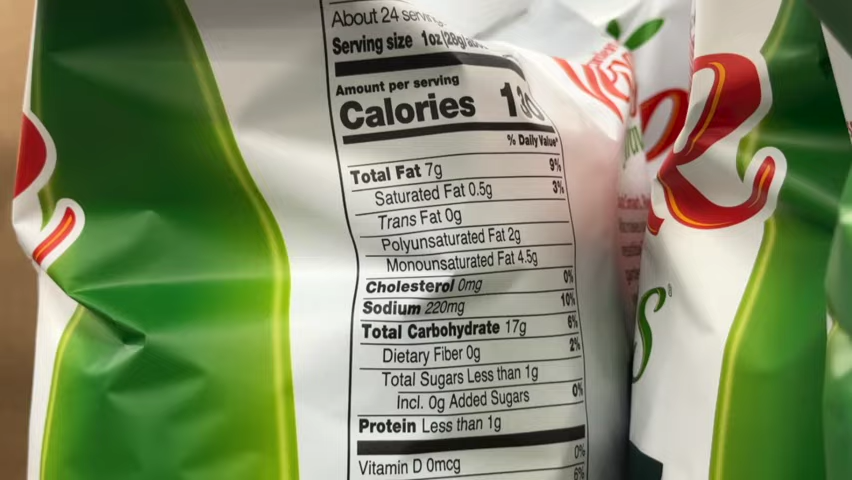 About 24
Serving size 1oz (28g/
Amount per serving
Calories
% Daily Value*
Total Fat 7g 9%
Saturated Fat 0.5g 3%
Trans Fat 0g
Polyunsaturated Fat 2g
Monounsaturated Fat 4.5g
Cholesterol 0mg 0%
Sodium 220mg 10%
Total Carbohydrate 17g 6%
Dietary Fiber 0g 2%
Total Sugars Less than 1g
Incl. 0g Added Sugars 0%
Protein Less than 1g
Vitamin D 0mcg 0%
6%